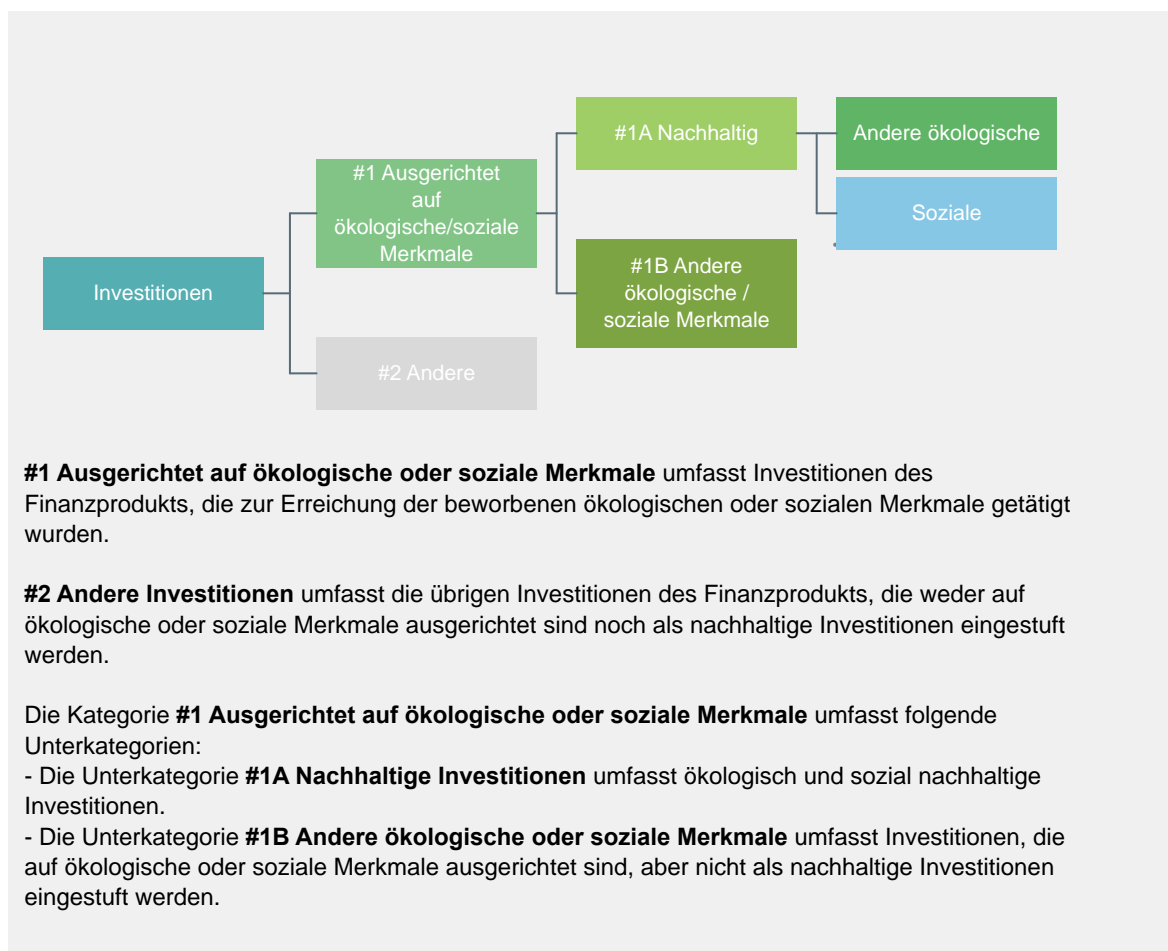 #1A Nachhaltig
Andere ökologische
#1 Ausgerichtet
auf
ökologische/soziale
Merkmale
Soziale
Investitionen
#1B Andere
ökologische /
soziale Merkmale
#2 Andere
#1 Ausgerichtet auf ökologische oder soziale Merkmale umfasst Investitionen des
Finanzprodukts, die zur Erreichung der beworbenen ökologischen oder sozialen Merkmale getätigt
wurden.
#2 Andere Investitionen umfasst die übrigen Investitionen des Finanzprodukts, die weder auf
ökologische oder soziale Merkmale ausgerichtet sind noch als nachhaltige Investitionen eingestuft
werden.
Die Kategorie #1 Ausgerichtet auf ökologische oder soziale Merkmale umfasst folgende
Unterkategorien:
- Die Unterkategorie #1A Nachhaltige Investitionen umfasst ökologisch und sozial nachhaltige
Investitionen.
- Die Unterkategorie #1B Andere ökologische oder soziale Merkmale umfasst Investitionen, die
auf ökologische oder soziale Merkmale ausgerichtet sind, aber nicht als nachhaltige Investitionen
eingestuft werden.